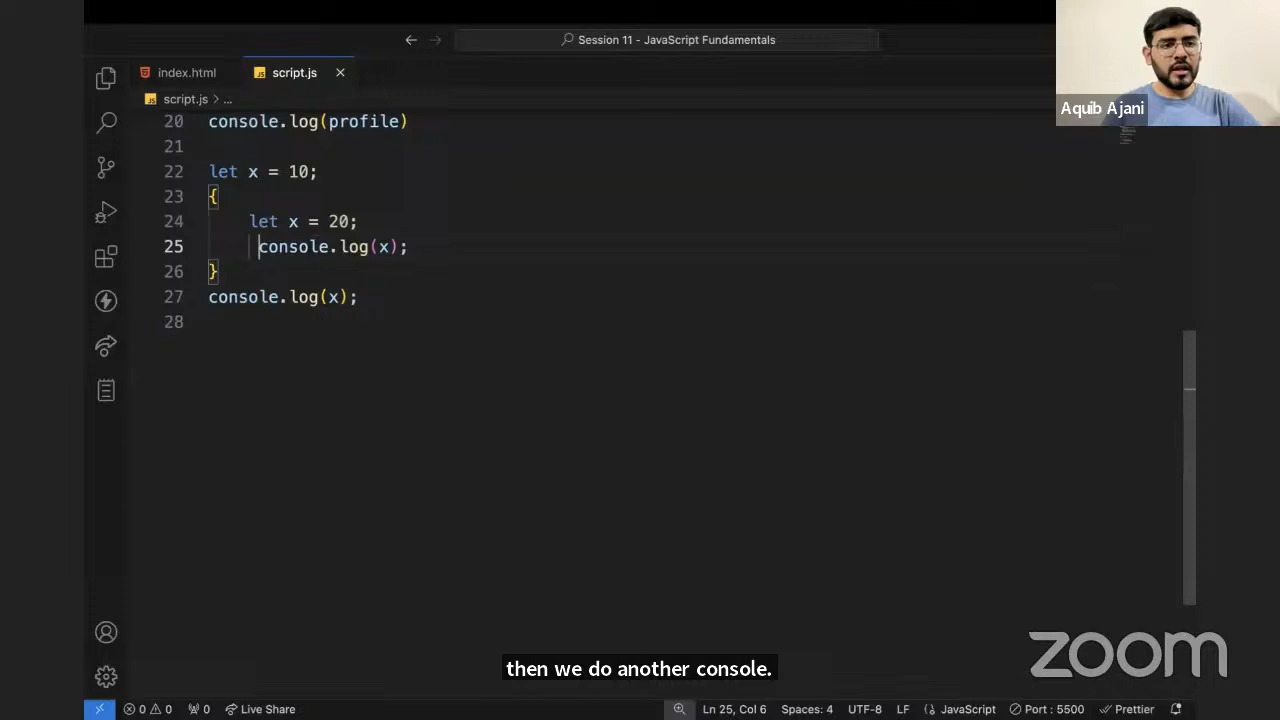 Session 11 - JavaScript Fundamentals
Aquib Ajani
index.html
script.js
script.js > ...
20 console.log(profile)
21
22 let x = 10;
23 {
24 let x = 20;
25 console.log(x);
26 }
27 console.log(x);
28
then we do another console.
zoom
0 0 0 Live Share Ln 25, Col 6 Spaces: 4 UTF-8 LF JavaScript Port : 5500 Prettier